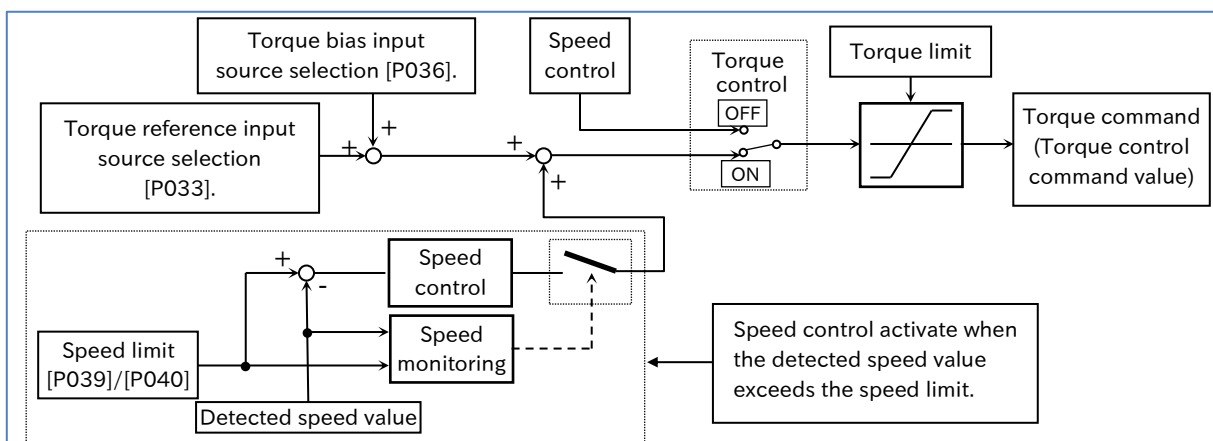 Torque bias input
source selection [P036].
Speed
control
Torque
control
OFF
ON
Torque limit
Torque reference input
source selection
[P033].
+
+
+
+
Torque command
(Torque control
command value)
+
-
Speed
control
Speed
monitoring
Speed limit
[P039]/[P040]
Detected speed value
Speed control activate when
the detected speed value
exceeds the speed limit.